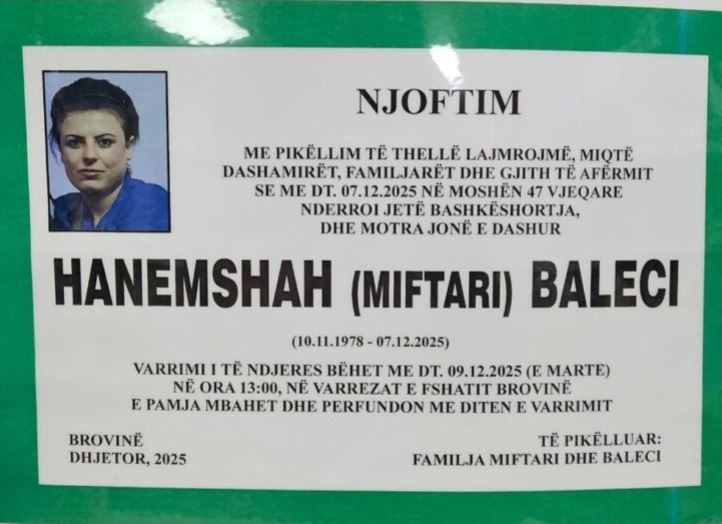 NJOFTIM
ME PIKËLLIM TË THELLË LAJMROJMË, MIQTË
DASHAMIRËT, FAMILJARËT DHE GJITH TË AFËRMIT
SE ME DT. 07.12.2025 NË MOSHËN 47 VJEQARE
NDERROI JETË BASHKËSHORTJA,
DHE MOTRA JONË E DASHUR
HANEMSHAH (MIFTARI) BALECI
(10.11.1978 - 07.12.2025)
VARRIMI I TË NDJERES BËHET ME DT. 09.12.2025 (E MARTE)
NË ORA 13:00, NË VARREZAT E FSHATIT BROVINË
E PAMJA MBAHET DHE PERFUNDON ME DITEN E VARRIMIT
BROVINË
DHJETOR, 2025
TË PIKËLLUAR:
FAMILJA MIFTARI DHE BALECI